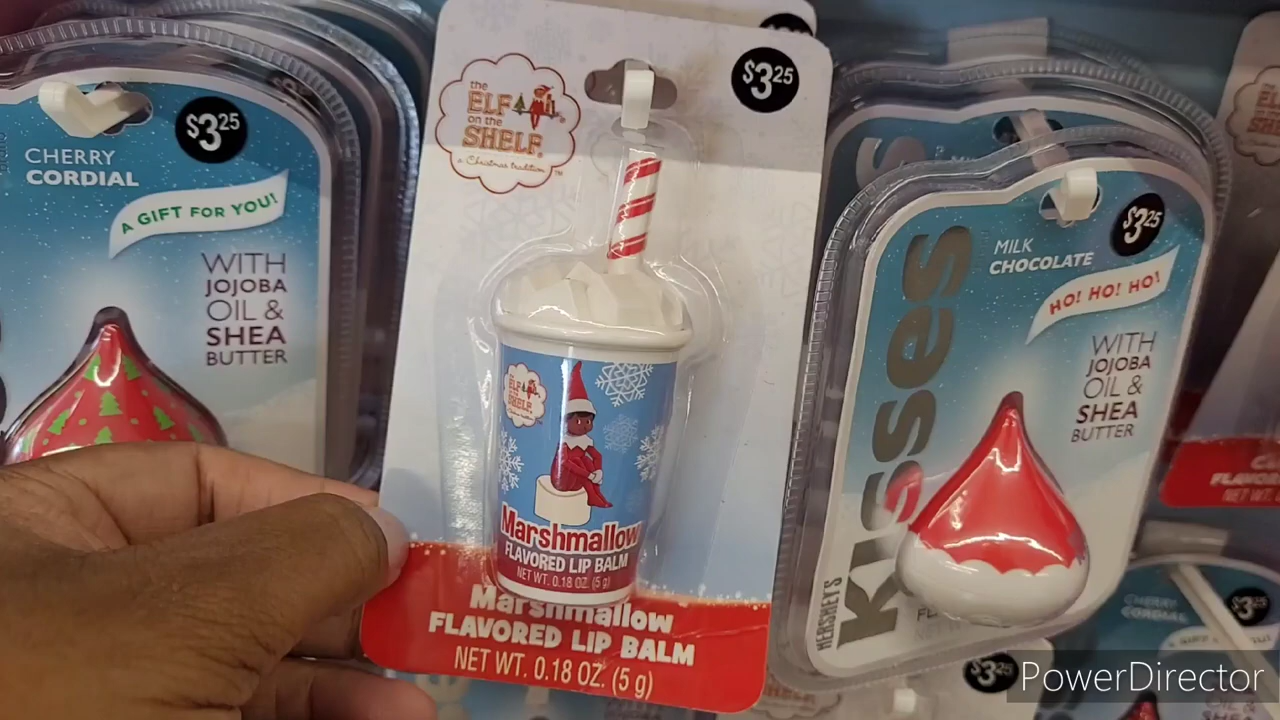 $3.25
CHERRY
CORDIAL
A GIFT FOR YOU!
WITH
JOJOBA
OIL &
SHEA
BUTTER
the
ELF
on the
SHELF
a Christmas tradition
TM
$3.25
ELF
SHELF
Marshmallow
FLAVORED LIP BALM
NET WT. 0.18 OZ. (5 g)
Marshmallow
FLAVORED LIP BALM
NET WT. 0.18 OZ. (5 g)
$3.25
MILK
CHOCOLATE
HO! HO! HO!
WITH
JOJOBA
OIL &
SHEA
BUTTER
HERSHEY'S
KISSES
CHERRY
CORDIAL
$3.25
$3.25
PowerDirector